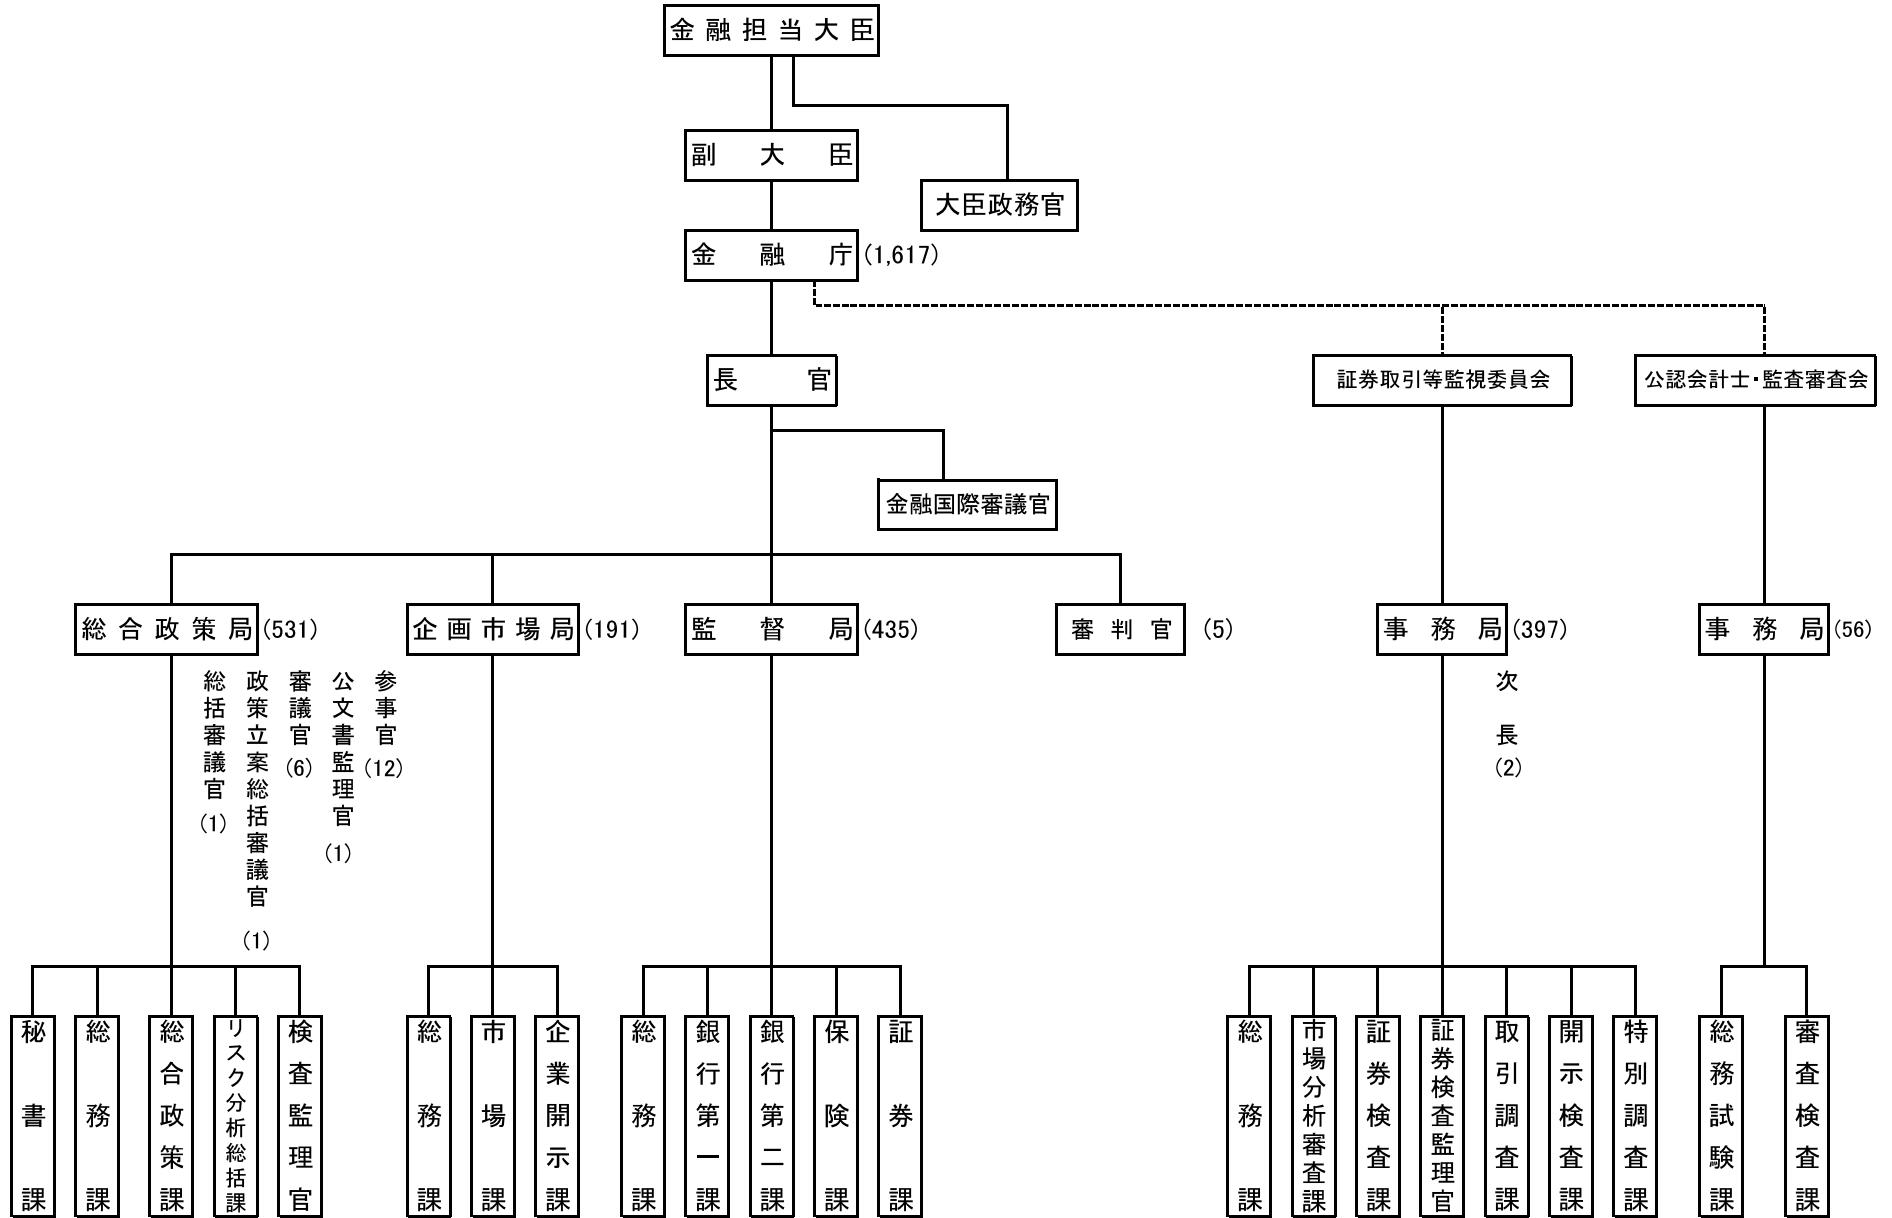 金融担当大臣
副大臣
大臣政務官
金融庁(1,617)
長官
証券取引等監視委員会
公認会計士・監査審査会
金融国際審議官
総合政策局(531)
企画市場局(191)
監督局(435)
審判官(5)
事務局(397)
事務局(56)
総括審議官(1)
政策立案総括審議官(1)
審議官(6)
公文書監理官(1)
参事官(12)
次長(2)
秘書課
総務課
総合政策課
リスク分析総括課
検査監理官
総務課
市場課
企業開示課
総務課
銀行第一課
銀行第二課
保険課
証券課
総務課
市場分析審査課
証券検査課
証券検査監理官
取引調査課
開示検査課
特別調査課
総務試験課
審査検査課